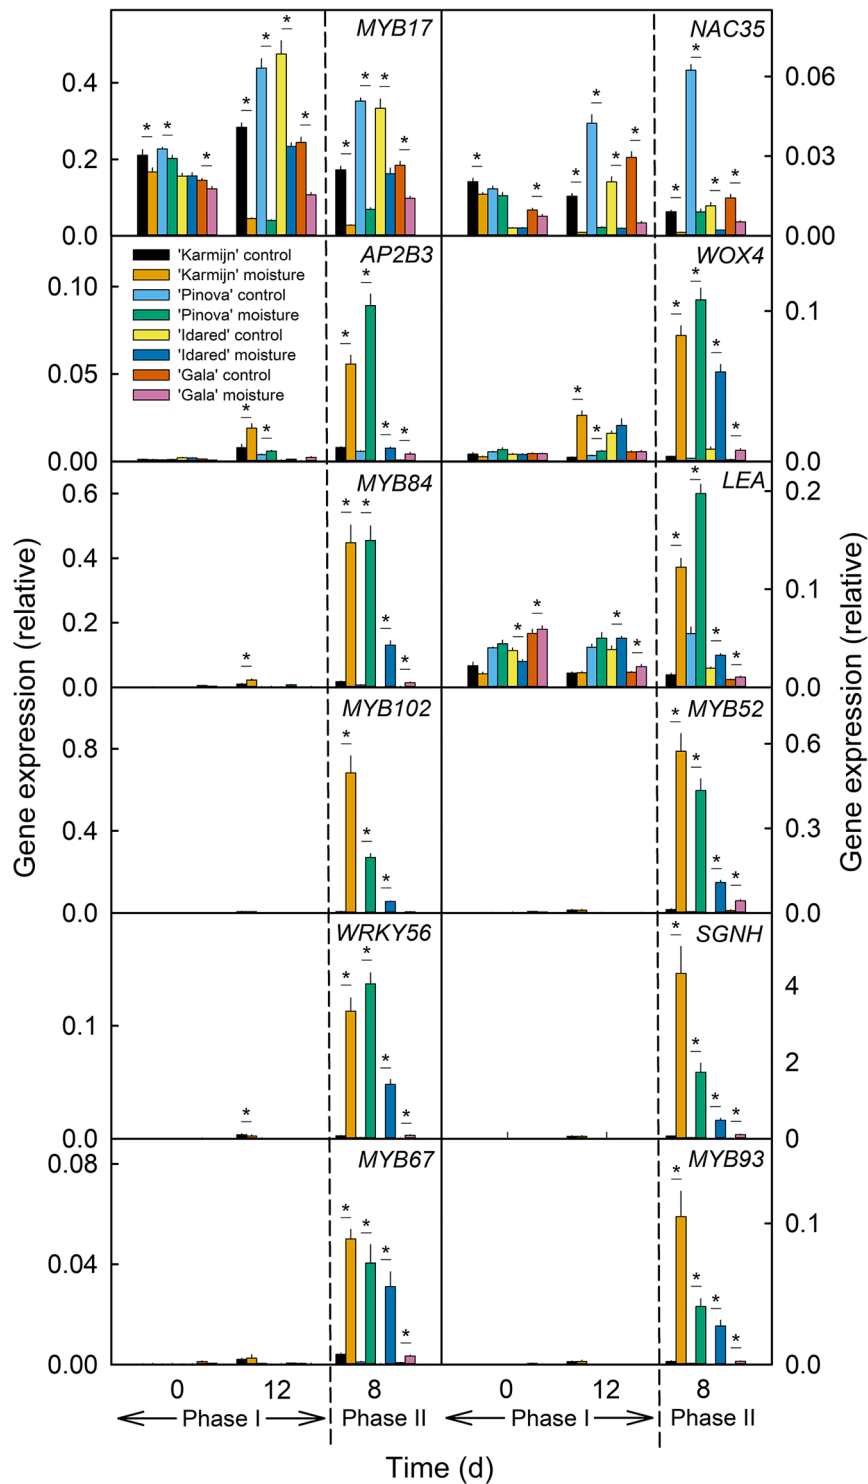 MYB17
NAC35
0.4
0.2
0.0
0.06
0.03
0.00
* * * * * * * * * * *
* * * * * * * * * *
'Karmijn' control
'Karmijn' moisture
'Pinova' control
'Pinova' moisture
'Idared' control
'Idared' moisture
'Gala' control
'Gala' moisture
AP2B3
WOX4
0.10
0.05
0.00
0.1
0.0
* * * * * *
* * * * * *
MYB84
LEA
0.6
0.4
0.2
0.0
0.2
0.1
0.0
* * * * *
* * * * * * * *
MYB102
MYB52
0.8
0.4
0.0
0.6
0.3
0.0
* * *
* * * *
WRKY56
SGNH
0.1
0.0
4
2
0
* * * * *
* * * *
MYB67
MYB93
0.08
0.04
0.00
0.1
0.0
* * * *
* * * *
Gene expression (relative)
Gene expression (relative)
0 12 8 0 12 8
Phase I Phase II Phase I Phase II
Time (d)